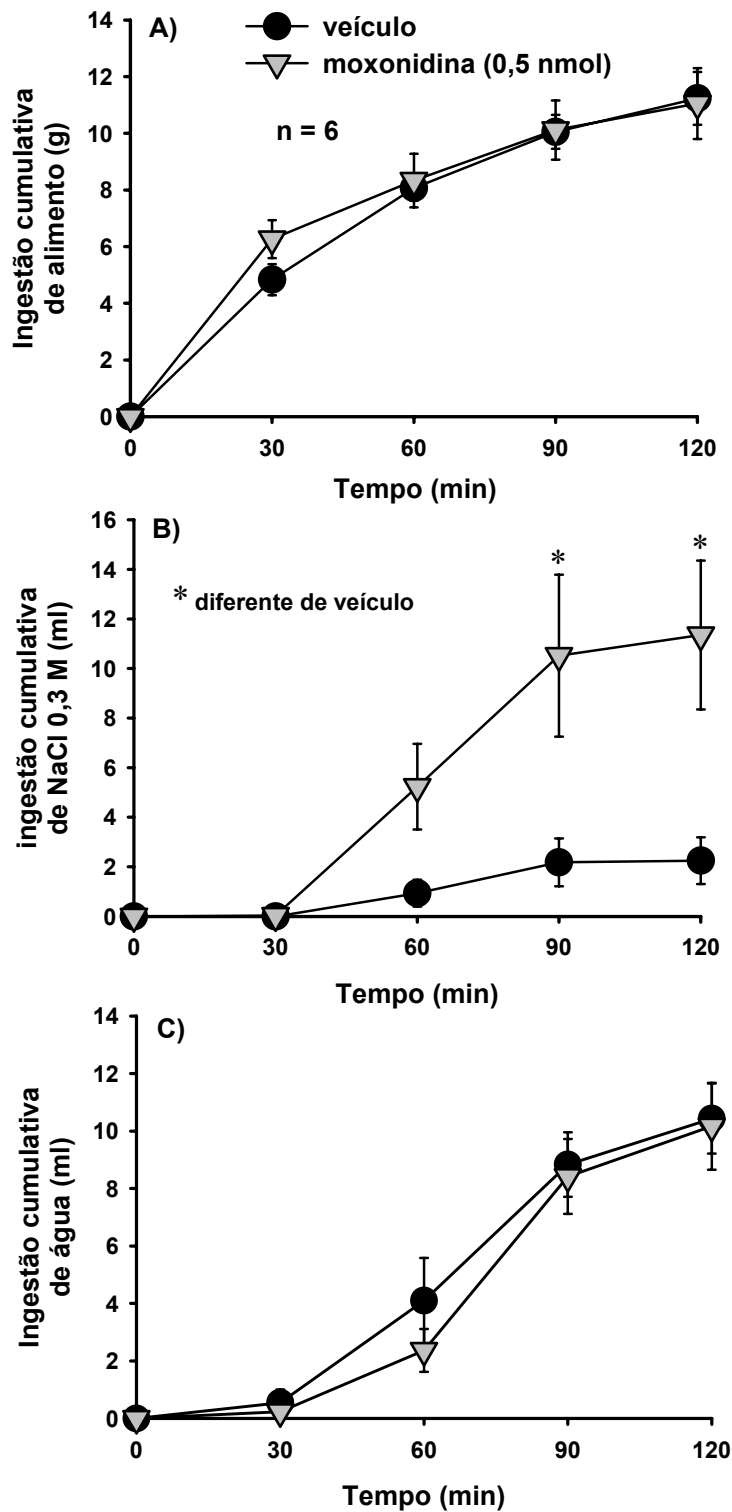 A)
veículo
moxonidina (0,5 nmol)
n = 6
Ingestão cumulativa
de alimento (g)
14
12
10
8
6
4
2
0
0 30 60 90 120
Tempo (min)
B)
* diferente de veículo
* *
ingestão cumulativa
de NaCl 0,3 M (ml)
16
14
12
10
8
6
4
2
0
0 30 60 90 120
Tempo (min)
C)
Ingestão cumulativa
de água (ml)
14
12
10
8
6
4
2
0
0 30 60 90 120
Tempo (min)